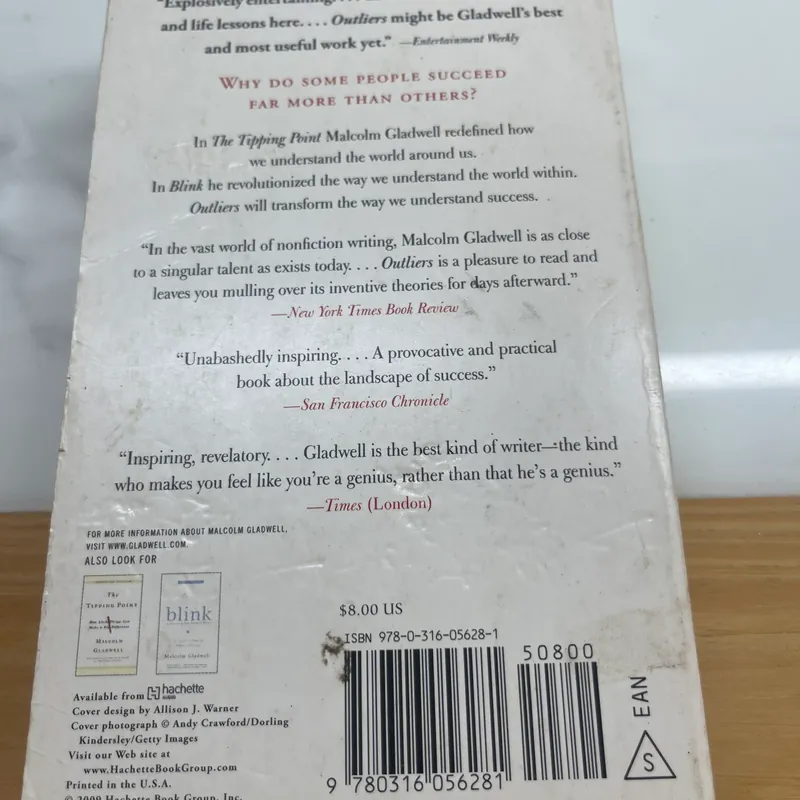 "Explosively entertaining. . . .
and life lessons here. . . . Outliers might be Gladwell's best
and most useful work yet." —Entertainment Weekly
WHY DO SOME PEOPLE SUCCEED
FAR MORE THAN OTHERS?
In The Tipping Point Malcolm Gladwell redefined how
we understand the world around us.
In Blink he revolutionized the way we understand the world within.
Outliers will transform the way we understand success.
"In the vast world of nonfiction writing, Malcolm Gladwell is as close
to a singular talent as exists today. . . . Outliers is a pleasure to read and
leaves you mulling over its inventive theories for days afterward."
—New York Times Book Review
"Unabashedly inspiring. . . . A provocative and practical
book about the landscape of success."
—San Francisco Chronicle
"Inspiring, revelatory. . . . Gladwell is the best kind of writer—the kind
who makes you feel like you're a genius, rather than that he's a genius."
—Times (London)
FOR MORE INFORMATION ABOUT MALCOLM GLADWELL,
VISIT WWW.GLADWELL.COM.
ALSO LOOK FOR
The
TIPPING POINT
MALCOLM
GLADWELL
blink
Malcolm Gladwell
Available from hachette
AUDIO
Cover design by Allison J. Warner
Cover photograph © Andy Crawford/Dorling
Kindersley/Getty Images
Visit our Web site at
www.HachetteBookGroup.com
Printed in the U.S.A.
© 2009 Hachette Book Group, Inc.
$8.00 US
ISBN 978-0-316-05628-1
50800
9 780316 056281
EAN
S